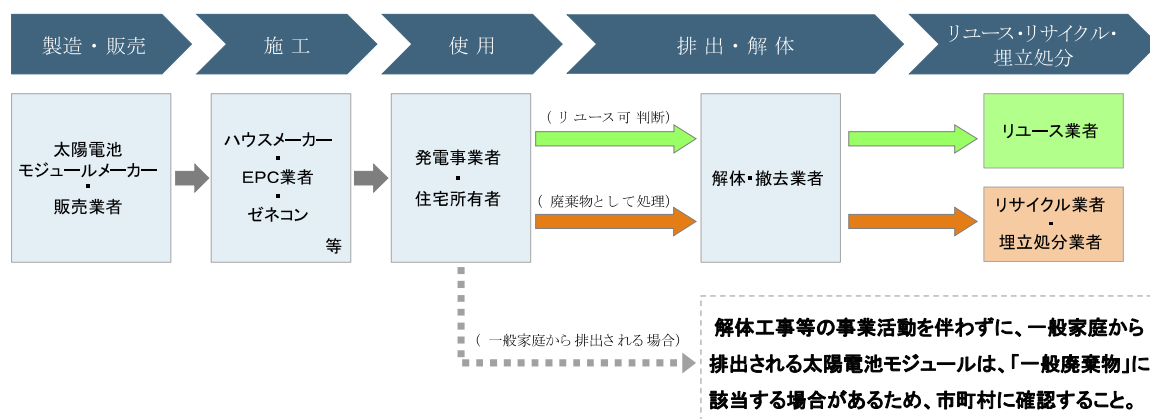 製造・販売
施工
使用
排出・解体
リユース・リサイクル・
埋立処分
太陽電池
モジュールメーカー
・
販売業者
ハウスメーカー
・
EPC業者
・
ゼネコン
等
発電事業者
・
住宅所有者
(リユース可判断)
(廃棄物として処理)
解体・撤去業者
リユース業者
リサイクル業者
・
埋立処分業者
(一般家庭から排出される場合)
解体工事等の事業活動を伴わずに、一般家庭から
排出される太陽電池モジュールは、「一般廃棄物」に
該当する場合があるため、市町村に確認すること。